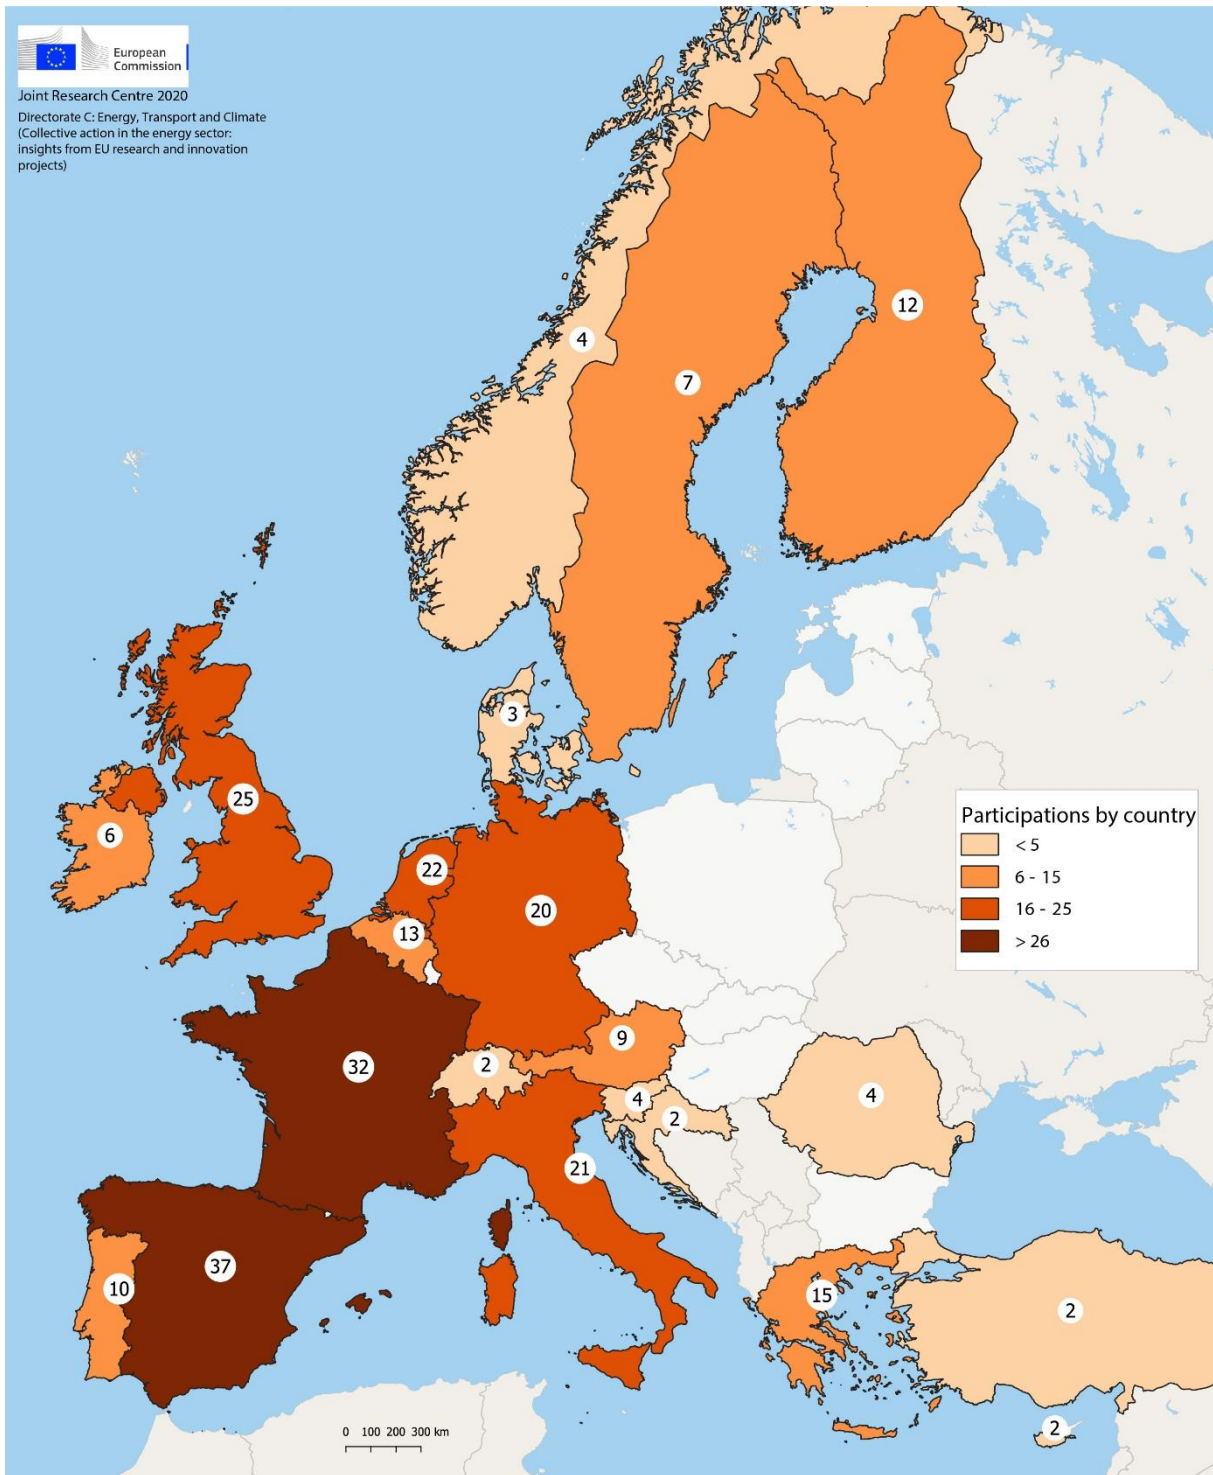 European
Commission
Joint Research Centre 2020
Directorate C: Energy, Transport and Climate
(Collective action in the energy sector:
insights from EU research and innovation
projects)
12
4
7
3
25
6
22
20
13
Participations by country
< 5
6 - 15
16 - 25
> 26
9
32
2
4
4
2
21
37
10
15
2
2
0 100 200 300 km